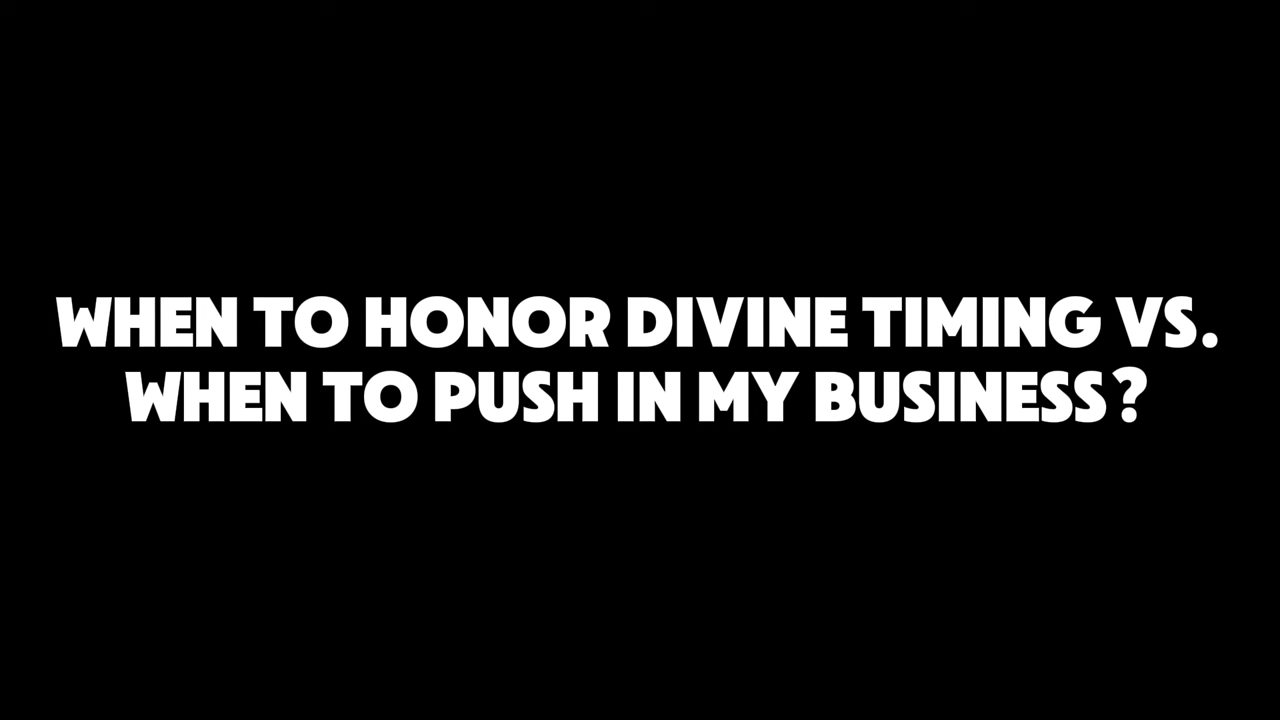 WHEN TO HONOR DIVINE TIMING VS.
WHEN TO PUSH IN MY BUSINESS?